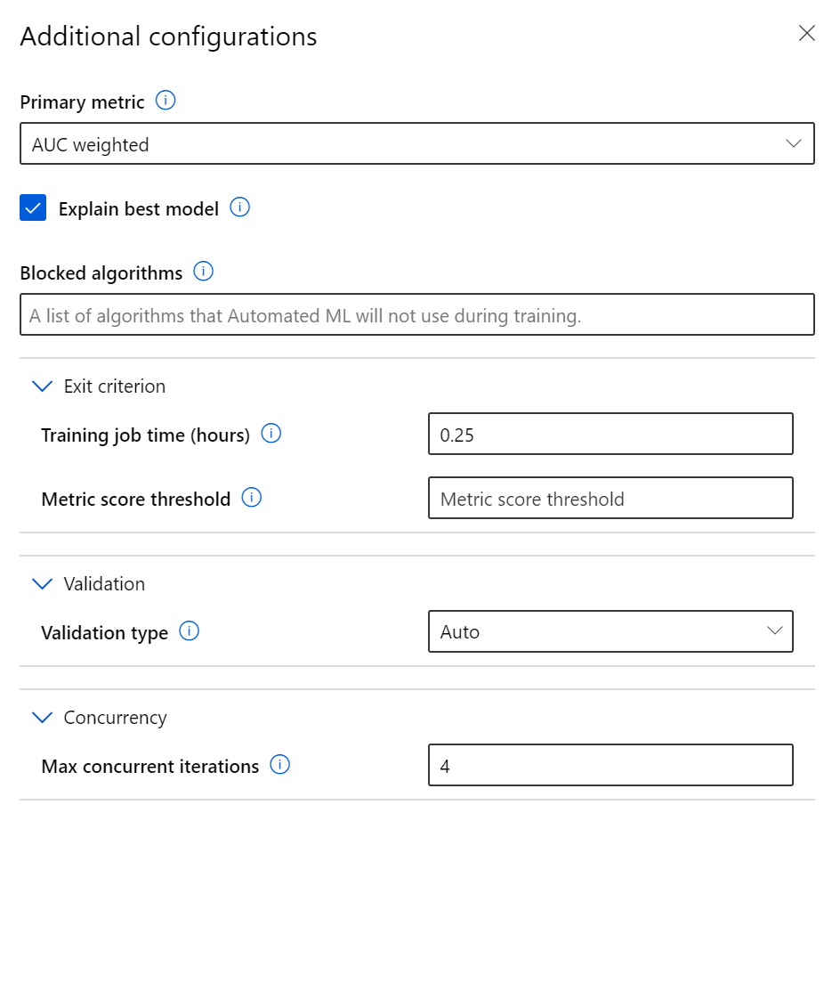 Additional configurations
Primary metric
AUC weighted
Explain best model
Blocked algorithms
A list of algorithms that Automated ML will not use during training.
Exit criterion
Training job time (hours)
0.25
Metric score threshold
Metric score threshold
Validation
Validation type
Auto
Concurrency
Max concurrent iterations
4